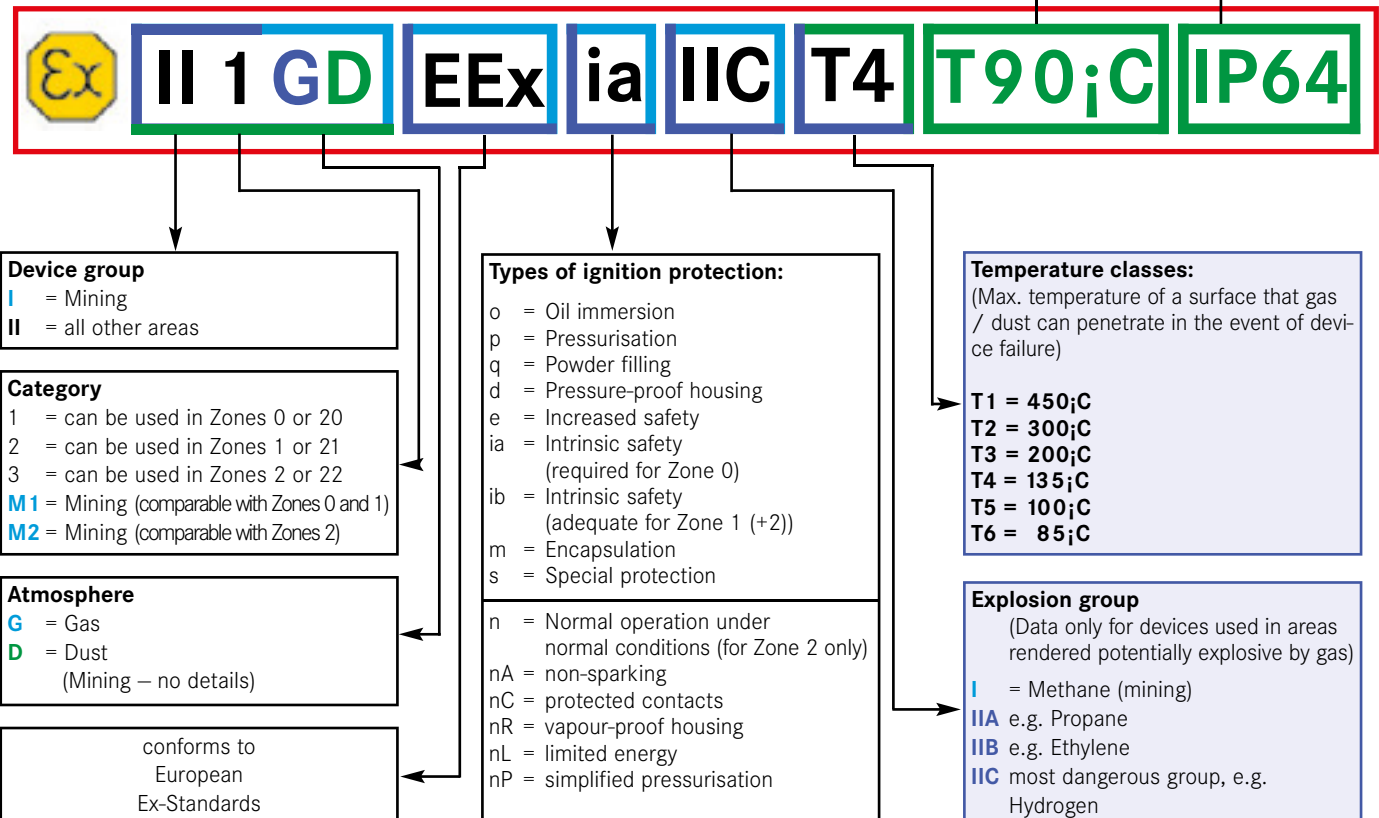 Ex II 1 GD EEx ia IIC T4 T90¡C IP64
Device group
I = Mining
II = all other areas
Category
1 = can be used in Zones 0 or 20
2 = can be used in Zones 1 or 21
3 = can be used in Zones 2 or 22
M1 = Mining (comparable with Zones 0 and 1)
M2 = Mining (comparable with Zones 2)
Atmosphere
G = Gas
D = Dust
(Mining – no details)
conforms to
European
Ex-Standards
Types of ignition protection:
o = Oil immersion
p = Pressurisation
q = Powder filling
d = Pressure-proof housing
e = Increased safety
ia = Intrinsic safety
(required for Zone 0)
ib = Intrinsic safety
(adequate for Zone 1 (+2))
m = Encapsulation
s = Special protection
n = Normal operation under
normal conditions (for Zone 2 only)
nA = non-sparking
nC = protected contacts
nR = vapour-proof housing
nL = limited energy
nP = simplified pressurisation
Temperature classes:
(Max. temperature of a surface that gas
/ dust can penetrate in the event of devi-
ce failure)
T1 = 450¡C
T2 = 300¡C
T3 = 200¡C
T4 = 135¡C
T5 = 100¡C
T6 = 85¡C
Explosion group
(Data only for devices used in areas
rendered potentially explosive by gas)
I = Methane (mining)
IIA e.g. Propane
IIB e.g. Ethylene
IIC most dangerous group, e.g.
Hydrogen